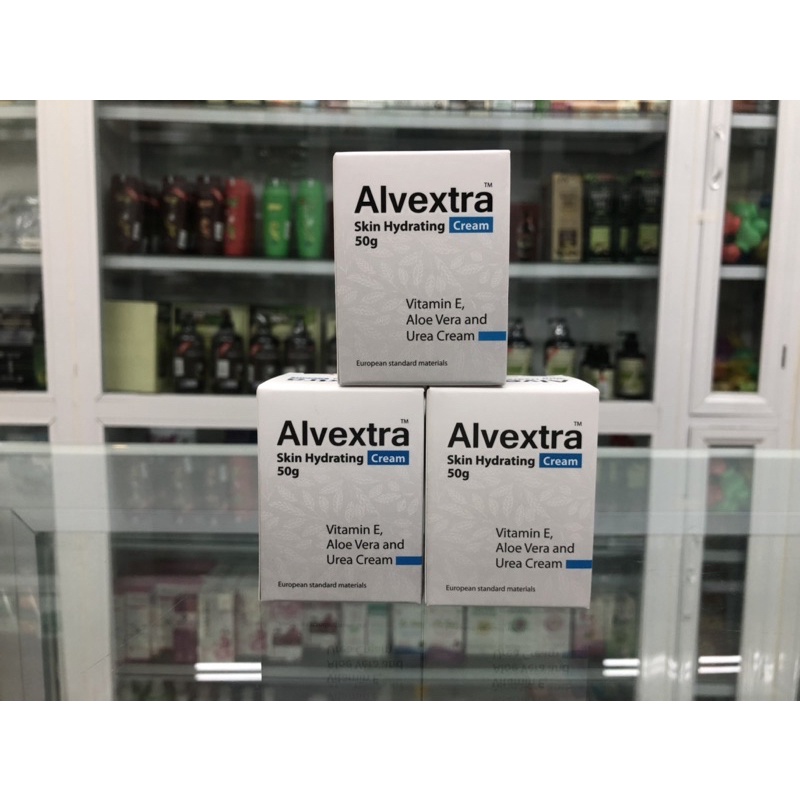 Alvextra™
Skin Hydrating Cream
50g
Vitamin E,
Aloe Vera and
Urea Cream
European standard materials
Alvextra™
Skin Hydrating Cream
50g
Vitamin E,
Aloe Vera and
Urea Cream
European standard materials
Alvextra™
Skin Hydrating Cream
50g
Vitamin E,
Aloe Vera and
Urea Cream
European standard materials